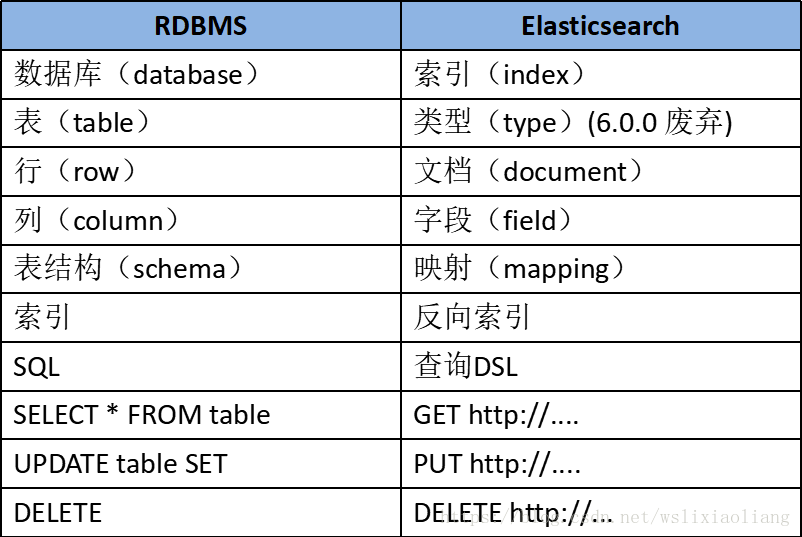 RDBMS Elasticsearch
数据库（database） 索引（index）
表（table） 类型（type）(6.0.0 废弃)
行（row） 文档（document）
列（column） 字段（field）
表结构（schema） 映射（mapping）
索引 反向索引
SQL 查询DSL
SELECT * FROM table GET http://....
UPDATE table SET PUT http://....
DELETE DELETE http://...
https://blog.csdn.net/wslixiaoliang